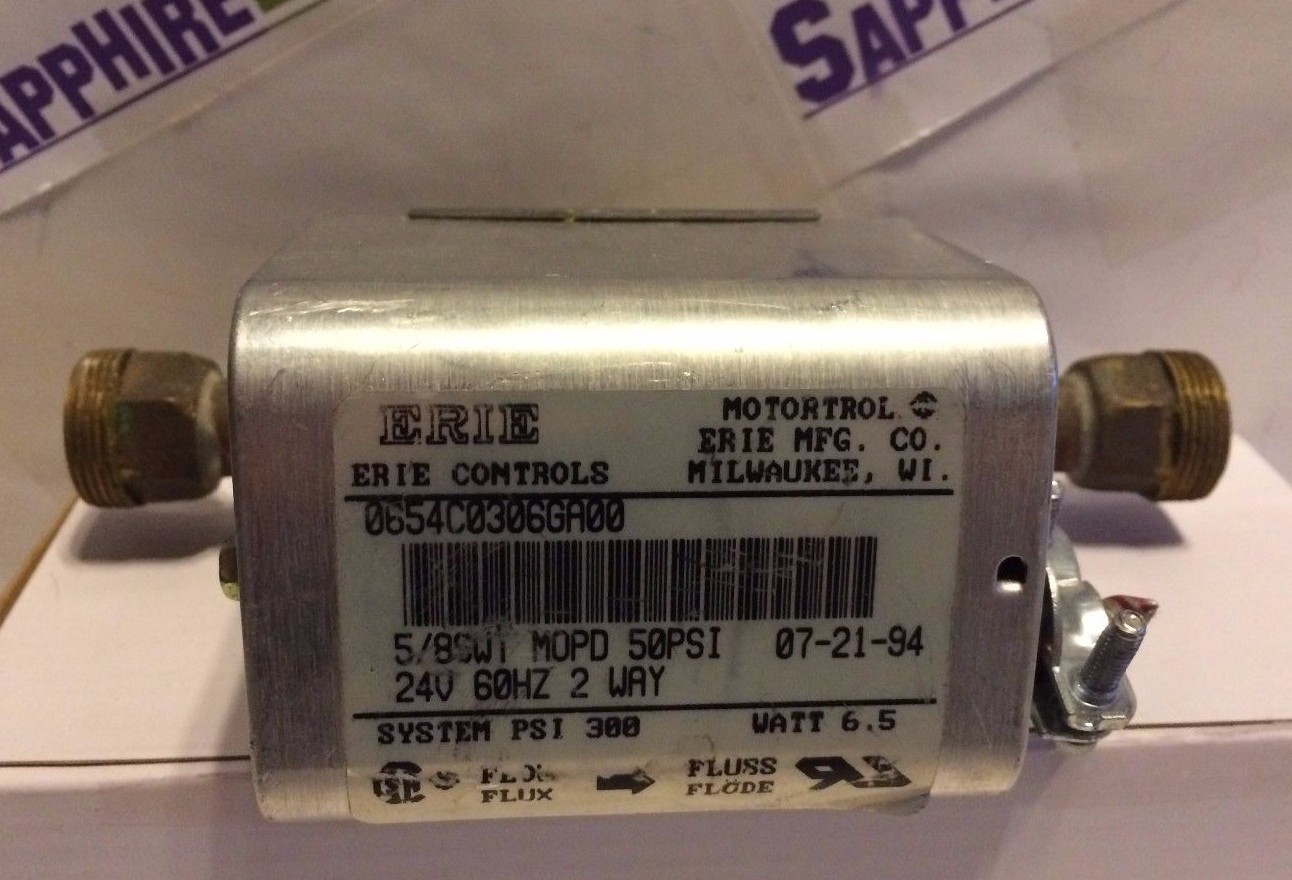 SAPPHIRE
SAPP
ERIE
ERIE CONTROLS
MOTORTROL
ERIE MFG. CO.
MILWAUKEE, WI.
0654C0306GA00
5/8SWT MOPD 50PSI 07-21-94
24V 60HZ 2 WAY
SYSTEM PSI 300 WATT 6.5
FLUX
FLUSS
FLÖDE